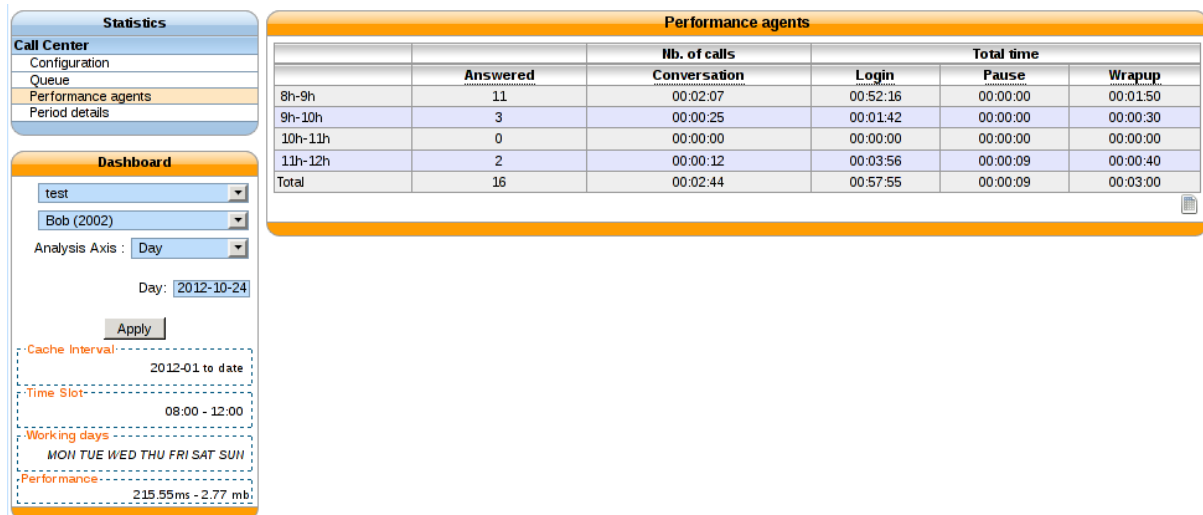 Statistics
Call Center
Configuration
Queue
Performance agents
Period details
Dashboard
test
Bob (2002)
Analysis Axis : Day
Day: 2012-10-24
Apply
Cache Interval
2012-01 to date
Time Slot
08:00 - 12:00
Working days
MON TUE WED THU FRI SAT SUN
Performance
215.55ms - 2.77 mb
Performance agents
Nb. of calls Total time
Answered Conversation Login Pause Wrapup
8h-9h 11 00:02:07 00:52:16 00:00:00 00:01:50
9h-10h 3 00:00:25 00:01:42 00:00:00 00:00:30
10h-11h 0 00:00:00 00:00:00 00:00:00 00:00:00
11h-12h 2 00:00:12 00:03:56 00:00:09 00:00:40
Total 16 00:02:44 00:57:55 00:00:09 00:03:00